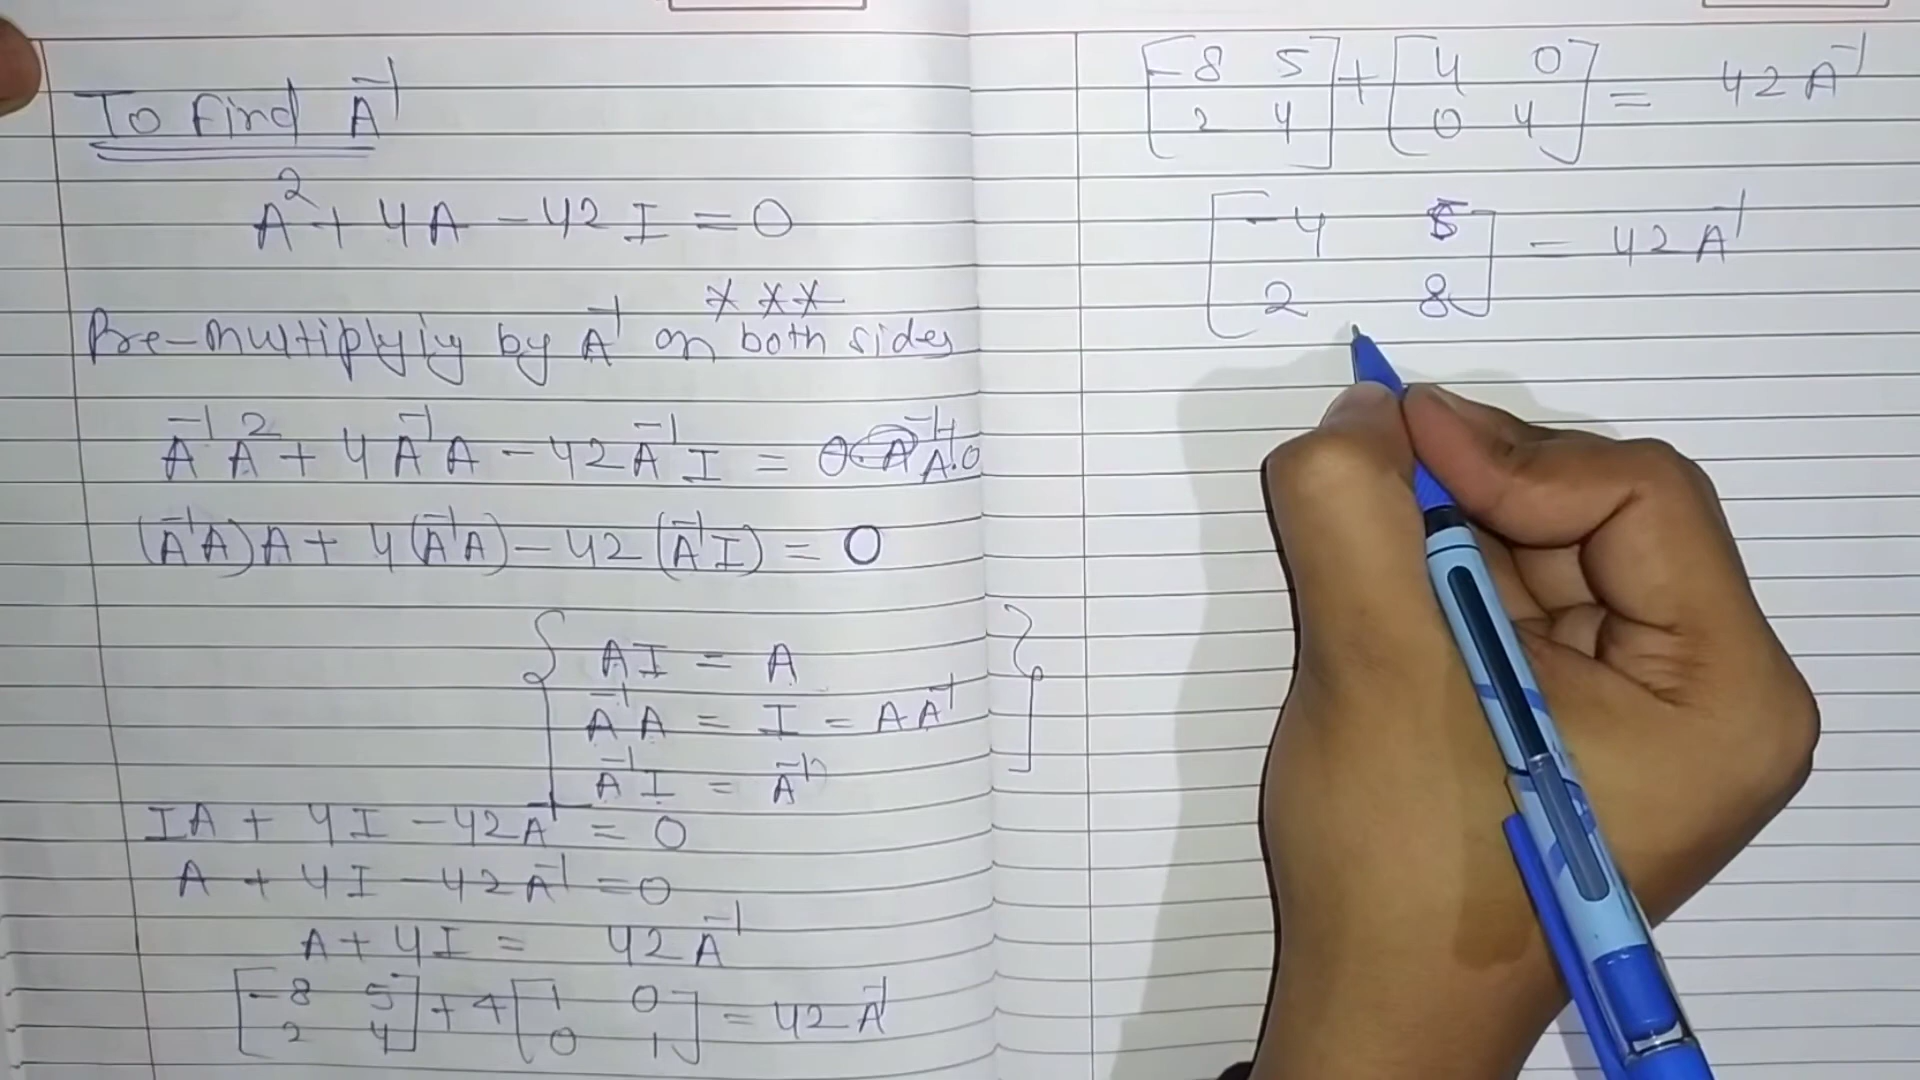 To Find A⁻¹
A² + 4A - 42I = 0
* * *
Pre-multiplyig by A⁻¹ on both sides
A⁻¹A² + 4A⁻¹A - 42A⁻¹I = 0·A⁻¹ A⁻¹·0
(A⁻¹A)A + 4(A⁻¹A) - 42(A⁻¹I) = 0
{ AI = A
A⁻¹A = I = AA⁻¹
A⁻¹I = A⁻¹ }
IA + 4I - 42A⁻¹ = 0
A + 4I - 42A⁻¹ = 0
A + 4I = 42A⁻¹
[-8 5] + 4[1 0] = 42A⁻¹
[2 4] [0 1]
[-8 5] + [4 0] = 42A⁻¹
[2 4] [0 4]
[-4 5] = 42A⁻¹
[2 8]